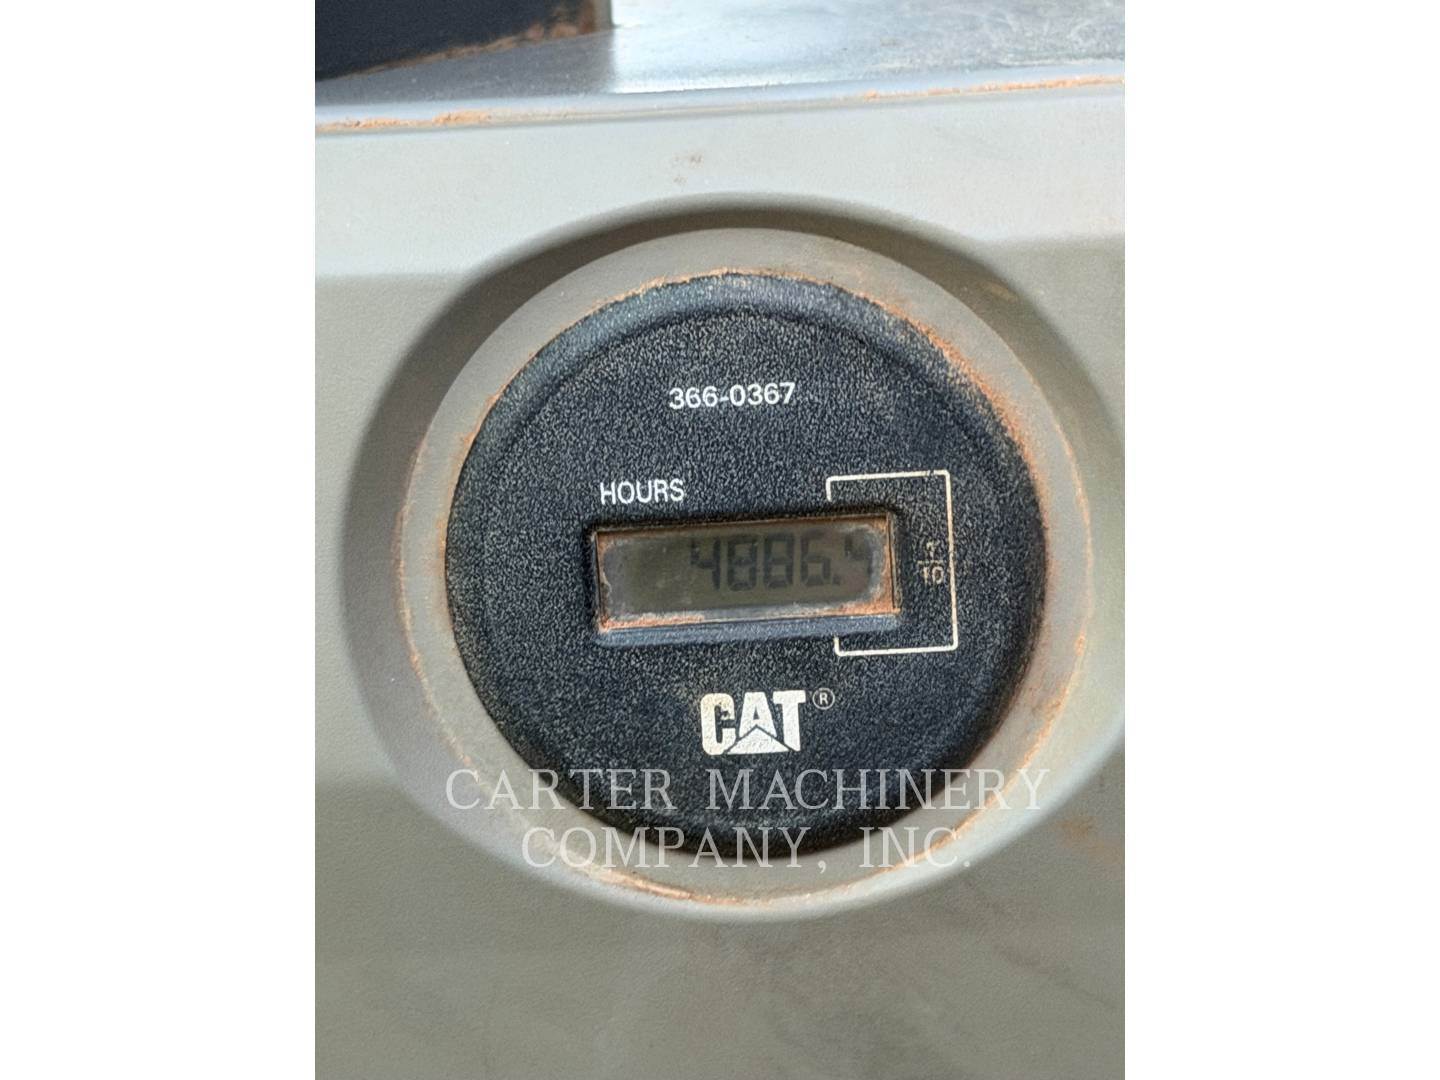 366-0367
HOURS
4886.4
1
10
CAT®
CARTER MACHINERY
COMPANY, INC.